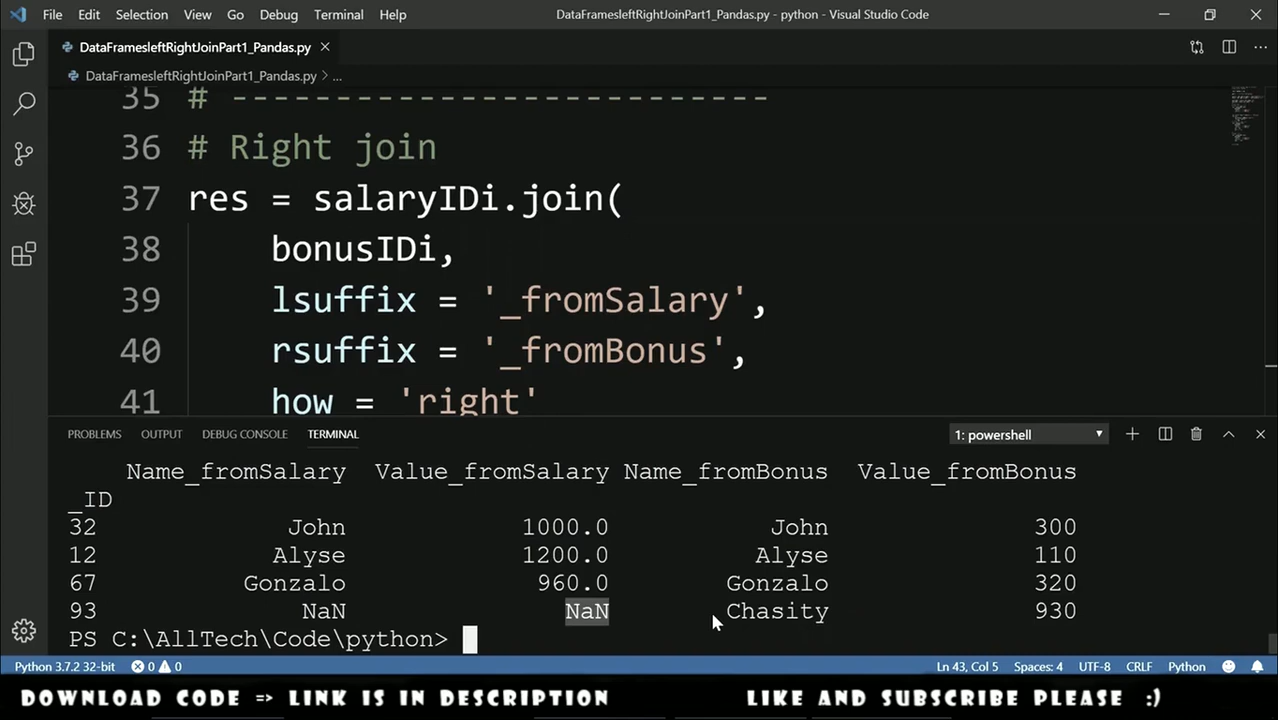 File Edit Selection View Go Debug Terminal Help DataFramesleftRightJoinPart1_Pandas.py - python - Visual Studio Code
DataFramesleftRightJoinPart1_Pandas.py
DataFramesleftRightJoinPart1_Pandas.py > ...
35 # --------------------------
36 # Right join
37 res = salaryIDi.join(
38 bonusIDi,
39 lsuffix = '_fromSalary',
40 rsuffix = '_fromBonus',
41 how = 'right'
PROBLEMS OUTPUT DEBUG CONSOLE TERMINAL 1: powershell
Name_fromSalary Value_fromSalary Name_fromBonus Value_fromBonus
_ID
32 John 1000.0 John 300
12 Alyse 1200.0 Alyse 110
67 Gonzalo 960.0 Gonzalo 320
93 NaN NaN Chasity 930
PS C:\AllTech\Code\python>
Python 3.7.2 32-bit 0 0 Ln 43, Col 5 Spaces: 4 UTF-8 CRLF Python
DOWNLOAD CODE => LINK IS IN DESCRIPTION LIKE AND SUBSCRIBE PLEASE :)